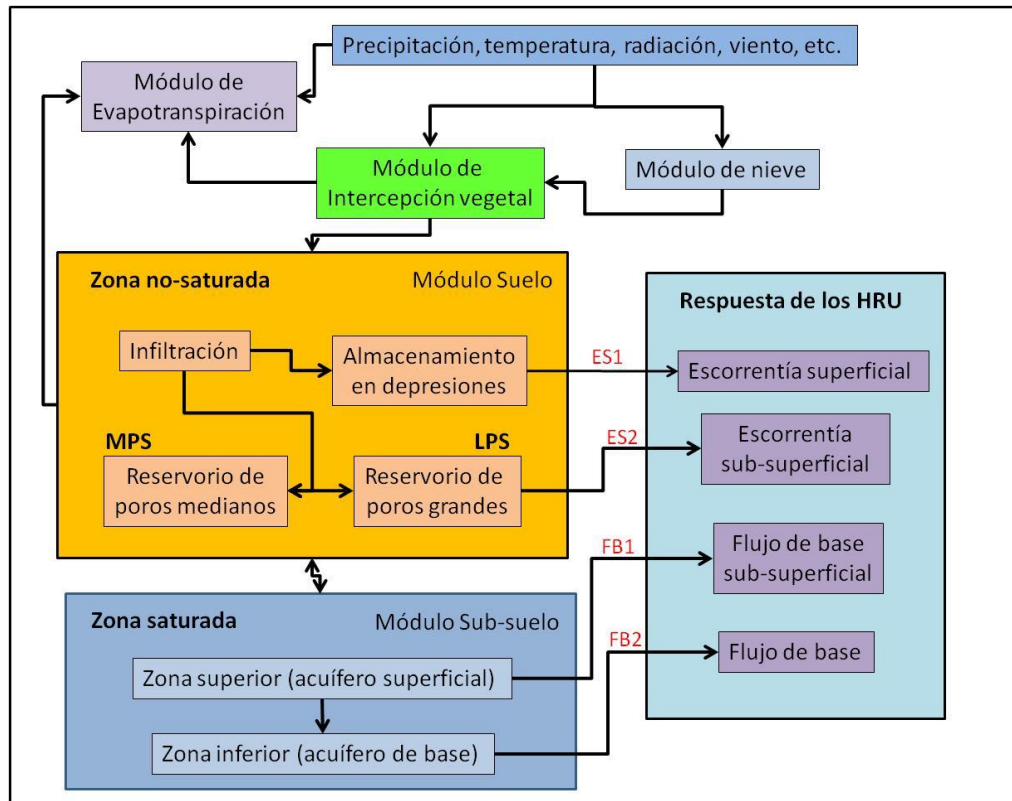 Precipitación, temperatura, radiación, viento, etc.
Módulo de
Evapotranspiración
Módulo de
Intercepción vegetal
Módulo de nieve
Zona no-saturada
Módulo Suelo
Infiltración
Almacenamiento
en depresiones
MPS
LPS
Reservorio de
poros medianos
Reservorio de
poros grandes
ES1
ES2
FB1
FB2
Respuesta de los HRU
Escorrentía superficial
Escorrentía
sub-superficial
Flujo de base
sub-superficial
Flujo de base
Zona saturada
Módulo Sub-suelo
Zona superior (acuífero superficial)
Zona inferior (acuífero de base)